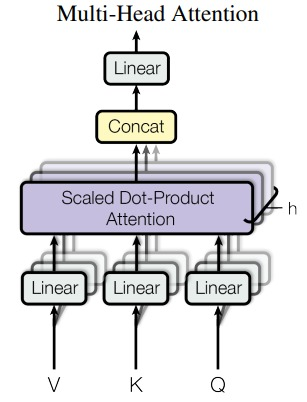 Multi-Head Attention
Linear
Concat
Scaled Dot-Product
Attention
h
Linear Linear Linear
V K Q